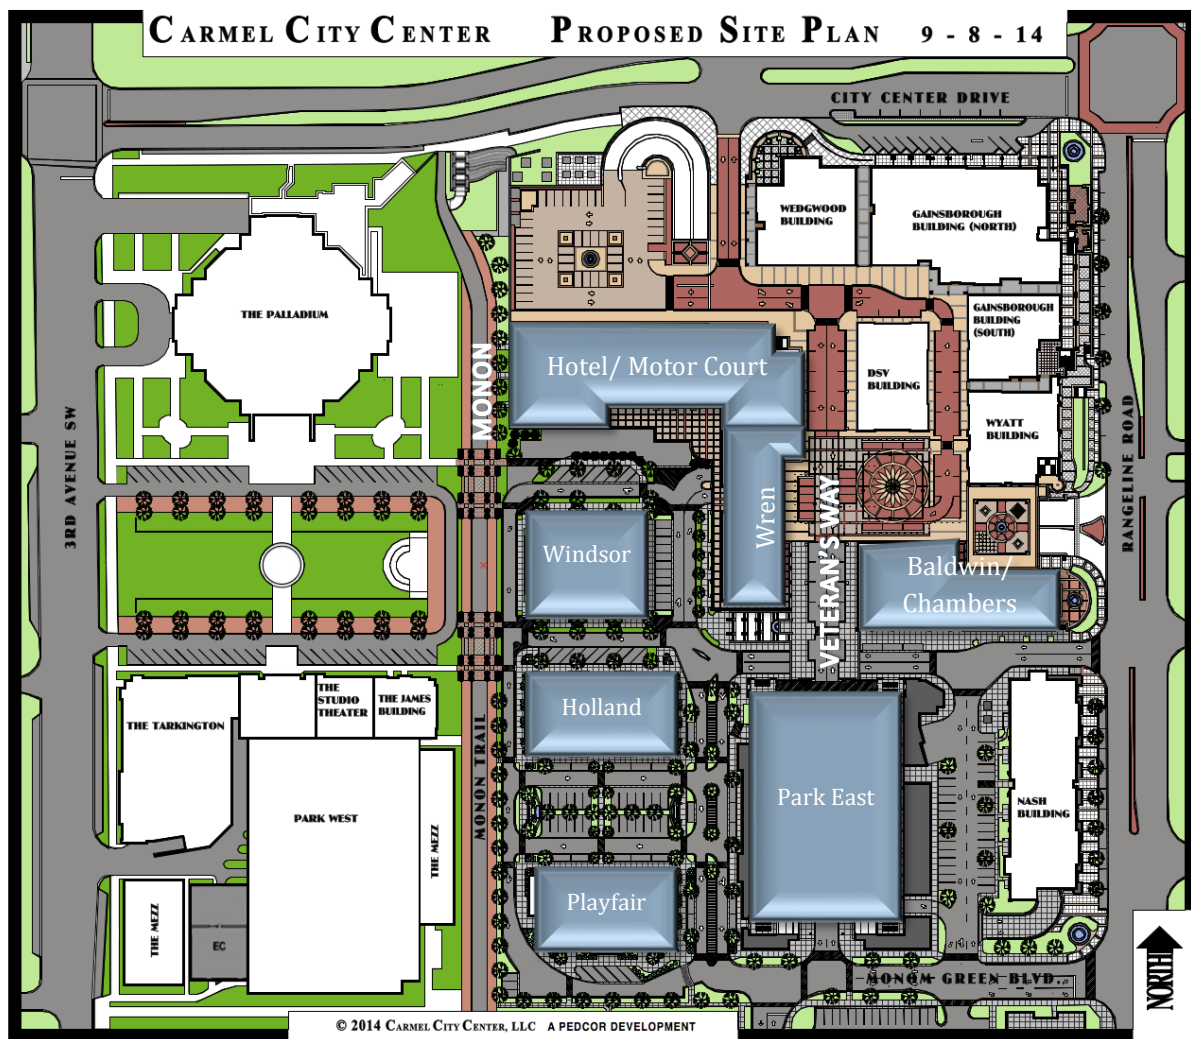 CARMEL CITY CENTER PROPOSED SITE PLAN 9 - 8 - 14
CITY CENTER DRIVE
WEDGWOOD
BUILDING
GAINSBOROUGH
BUILDING (NORTH)
THE PALLADIUM
GAINSBOROUGH
BUILDING
(SOUTH)
MONON
Hotel/ Motor Court
DSV
BUILDING
WYATT
BUILDING
3RD AVENUE SW
RANGELINE ROAD
Wren
VETERAN'S WAY
Windsor
Baldwin/
Chambers
THE TARKINGTON
THE
STUDIO
THEATER
THE JAMES
BUILDING
Holland
MONON TRAIL
Park East
PARK WEST
NASH
BUILDING
THE MEZZ
THE MEZZ
EC
Playfair
MONOM GREEN BLVD.
NORTH
© 2014 CARMEL CITY CENTER, LLC A PEDCOR DEVELOPMENT